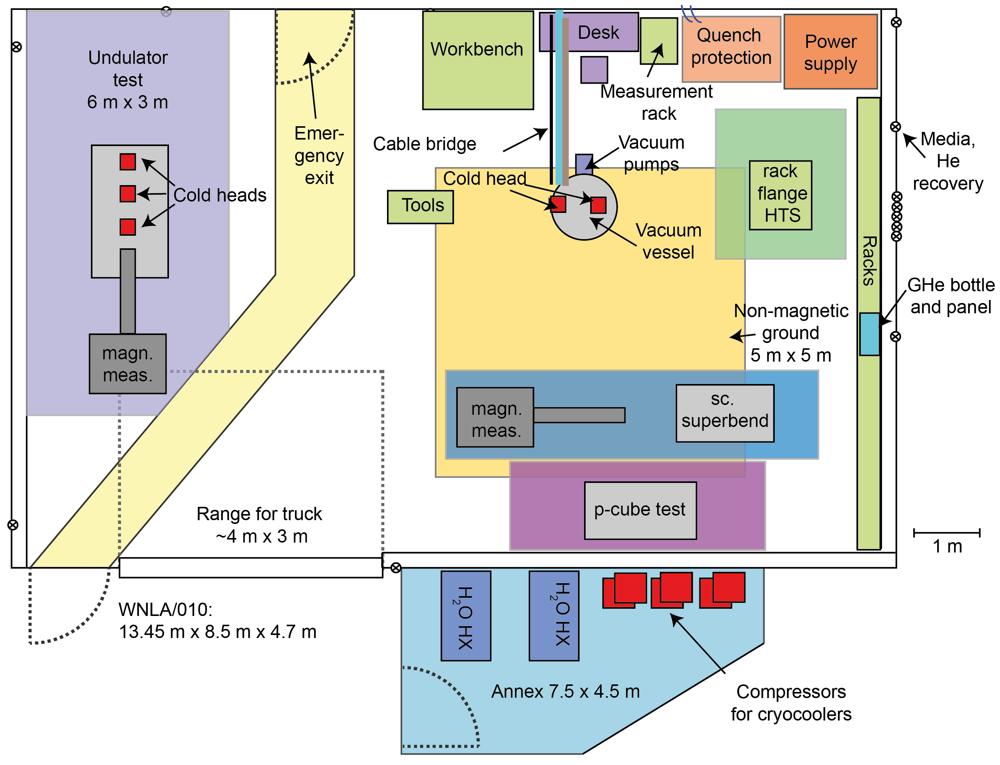 Undulator
test
6 m x 3 m
Cold heads
magn.
meas.
Emer-
gency
exit
Workbench
Desk
Measurement
rack
Quench
protection
Power
supply
Cable bridge
Vacuum
pumps
Cold head
Tools
Vacuum
vessel
rack
flange
HTS
Racks
Media,
He
recovery
GHe bottle
and panel
Non-magnetic
ground
5 m x 5 m
magn.
meas.
sc.
superbend
p-cube test
Range for truck
~4 m x 3 m
1 m
WNLA/010:
13.45 m x 8.5 m x 4.7 m
H2O HX
H2O HX
Annex 7.5 x 4.5 m
Compressors
for cryocoolers